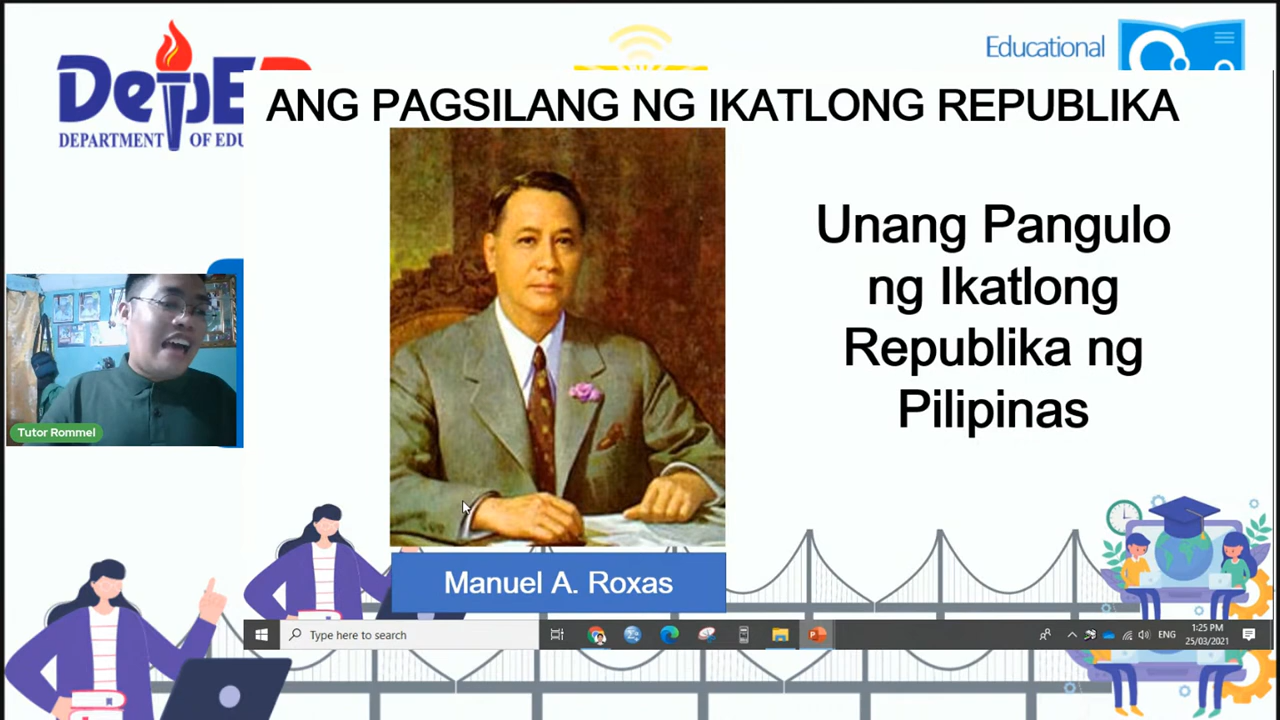 DepE
DEPARTMENT OF EDU
Educational
ANG PAGSILANG NG IKATLONG REPUBLIKA
Unang Pangulo
ng Ikatlong
Republika ng
Pilipinas
Tutor Rommel
Manuel A. Roxas
Type here to search
ENG
1:25 PM
25/03/2021